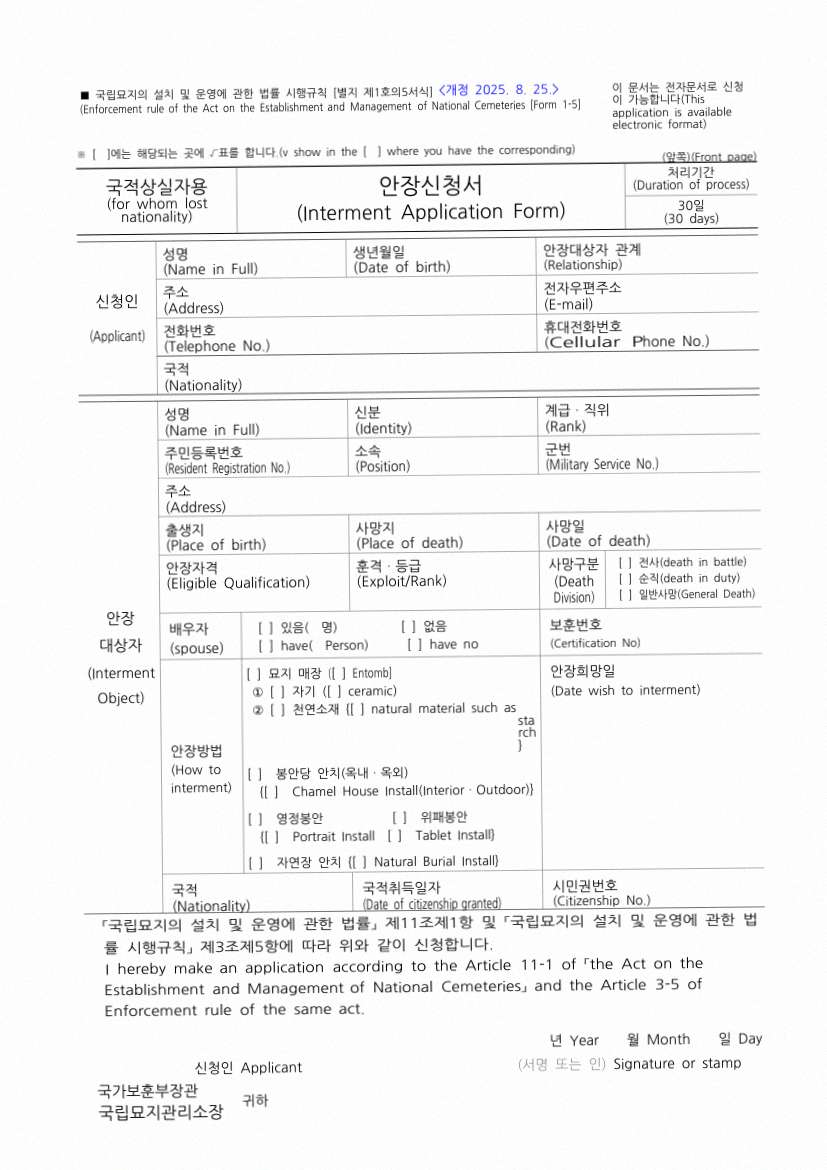 ■ 국립묘지의 설치 및 운영에 관한 법률 시행규칙 [별지 제1호의5서식] <개정 2025. 8. 25.>
(Enforcement rule of the Act on the Establishment and Management of National Cemeteries [Form 1-5]
이 문서는 전자문서로 신청
이 가능합니다(This
application is available
electronic format)
※ [ ]에는 해당되는 곳에 √표를 합니다.(v show in the [ ] where you have the corresponding)
(앞쪽)(Front page)
국적상실자용
(for whom lost
nationality)
안장신청서
(Interment Application Form)
처리기간
(Duration of process)
30일
(30 days)
신청인
(Applicant)
성명
(Name in Full)
생년월일
(Date of birth)
안장대상자 관계
(Relationship)
주소
(Address)
전자우편주소
(E-mail)
전화번호
(Telephone No.)
휴대전화번호
(Cellular Phone No.)
국적
(Nationality)
안장
대상자
(Interment
Object)
성명
(Name in Full)
신분
(Identity)
계급ㆍ직위
(Rank)
주민등록번호
(Resident Registration No.)
소속
(Position)
군번
(Military Service No.)
주소
(Address)
출생지
(Place of birth)
사망지
(Place of death)
사망일
(Date of death)
안장자격
(Eligible Qualification)
훈격ㆍ등급
(Exploit/Rank)
사망구분
(Death
Division)
[ ] 전사(death in battle)
[ ] 순직(death in duty)
[ ] 일반사망(General Death)
배우자
(spouse)
[ ] 있음( 명) [ ] 없음
[ ] have( Person) [ ] have no
보훈번호
(Certification No)
안장방법
(How to
interment)
[ ] 묘지 매장 ([ ] Entomb]
① [ ] 자기 ([ ] ceramic)
② [ ] 천연소재 {[ ] natural material such as
sta
rch
}
[ ] 봉안당 안치(옥내ㆍ옥외)
{[ ] Chamel House Install(InteriorㆍOutdoor)}
[ ] 영정봉안 [ ] 위패봉안
{[ ] Portrait Install [ ] Tablet Install}
[ ] 자연장 안치 {[ ] Natural Burial Install}
안장희망일
(Date wish to interment)
국적
(Nationality)
국적취득일자
(Date of citizenship granted)
시민권번호
(Citizenship No.)
「국립묘지의 설치 및 운영에 관한 법률」 제11조제1항 및 「국립묘지의 설치 및 운영에 관한 법
률 시행규칙」 제3조제5항에 따라 위와 같이 신청합니다.
I hereby make an application according to the Article 11-1 of 「the Act on the
Establishment and Management of National Cemeteries」 and the Article 3-5 of
Enforcement rule of the same act.
년 Year 월 Month 일 Day
신청인 Applicant (서명 또는 인) Signature or stamp
국가보훈부장관
국립묘지관리소장
귀하